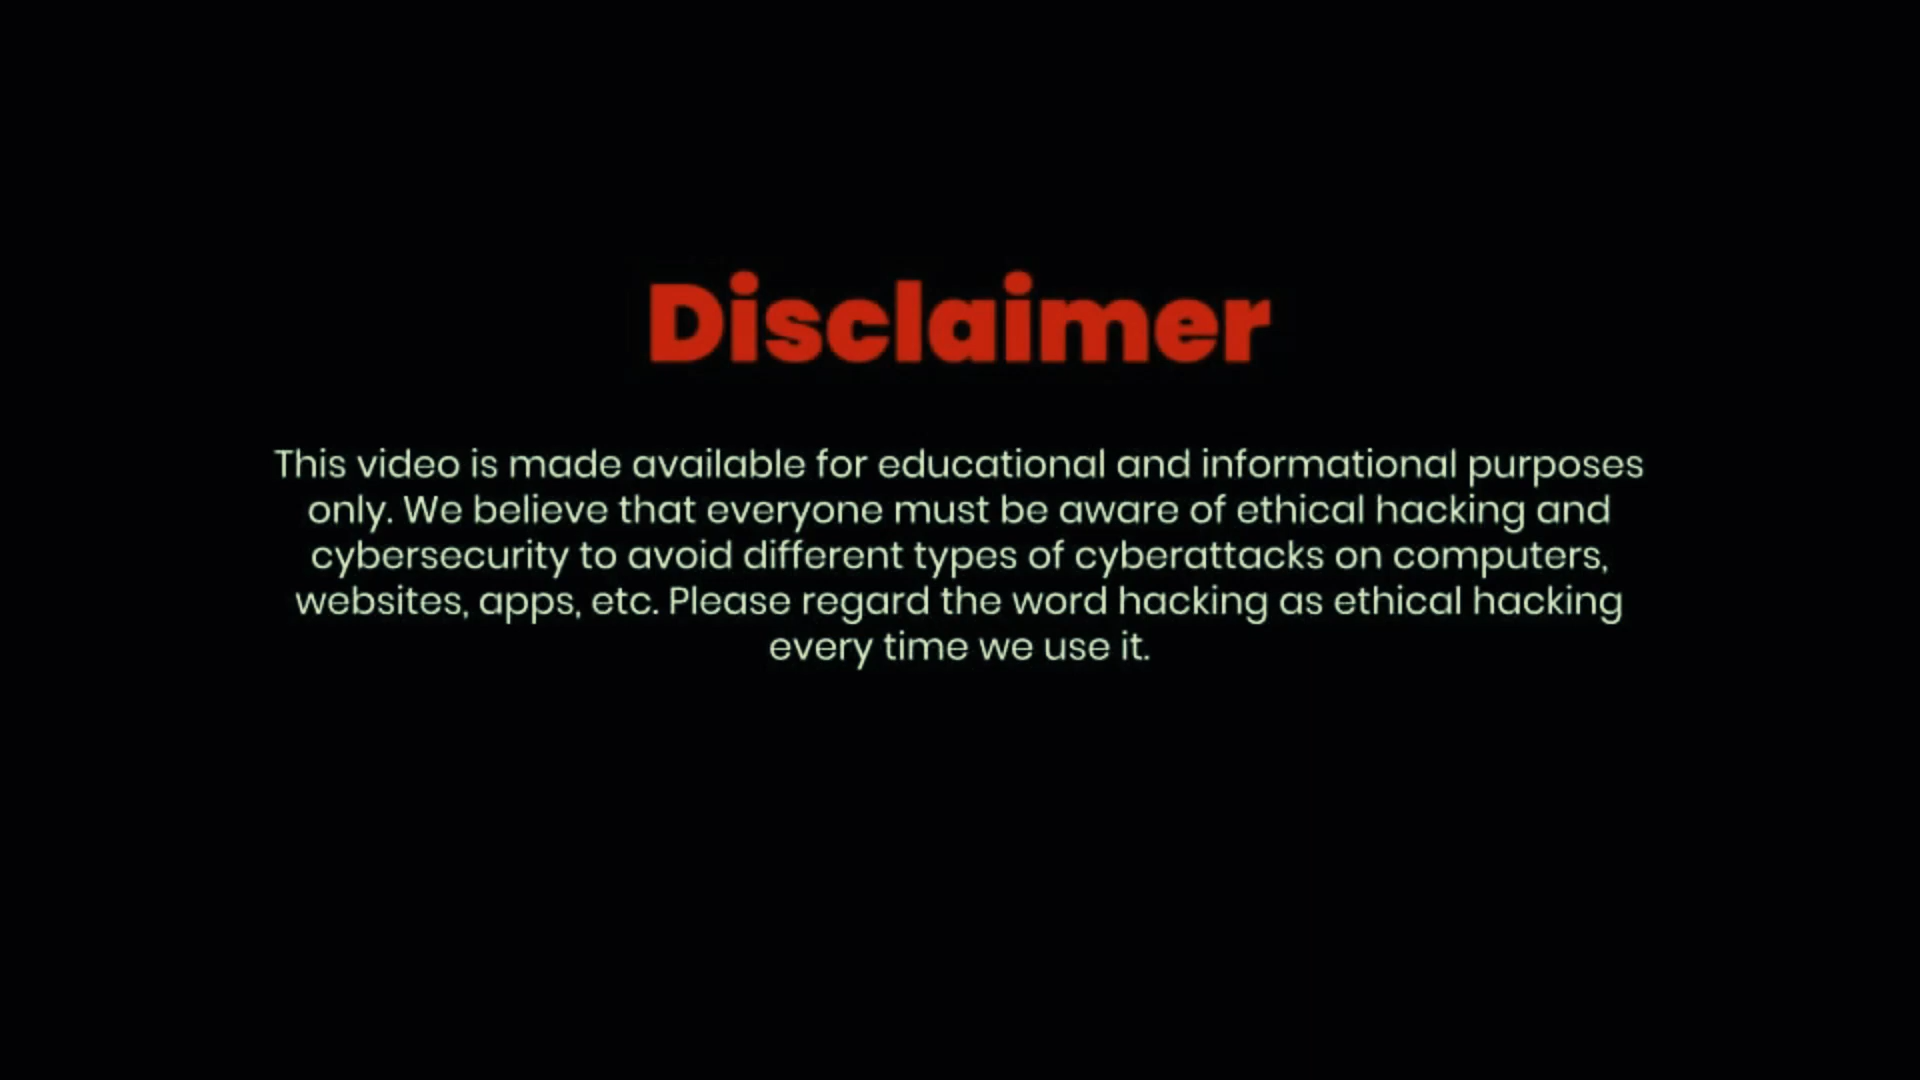 Disclaimer
This video is made available for educational and informational purposes
only. We believe that everyone must be aware of ethical hacking and
cybersecurity to avoid different types of cyberattacks on computers,
websites, apps, etc. Please regard the word hacking as ethical hacking
every time we use it.